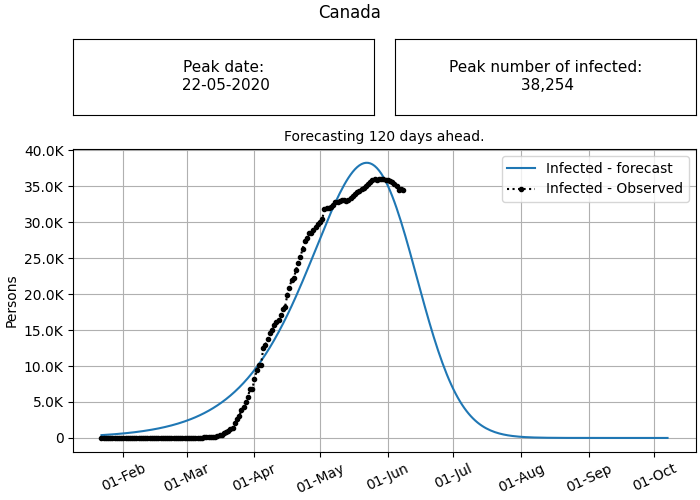 Canada
Peak date:
22-05-2020
Peak number of infected:
38,254
Forecasting 120 days ahead.
40.0K
35.0K
30.0K
25.0K
20.0K
15.0K
10.0K
5.0K
0
Persons
Infected - forecast
Infected - Observed
01-Feb
01-Mar
01-Apr
01-May
01-Jun
01-Jul
01-Aug
01-Sep
01-Oct